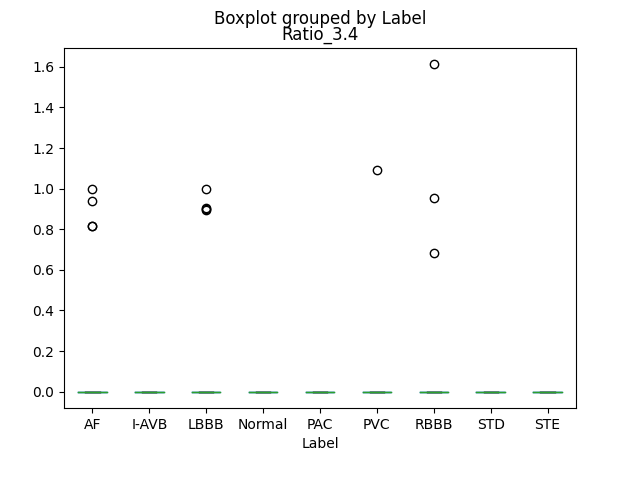 Boxplot grouped by Label
Ratio_3.4
1.6
1.4
1.2
1.0
0.8
0.6
0.4
0.2
0.0
AF I-AVB LBBB Normal PAC PVC RBBB STD STE
Label